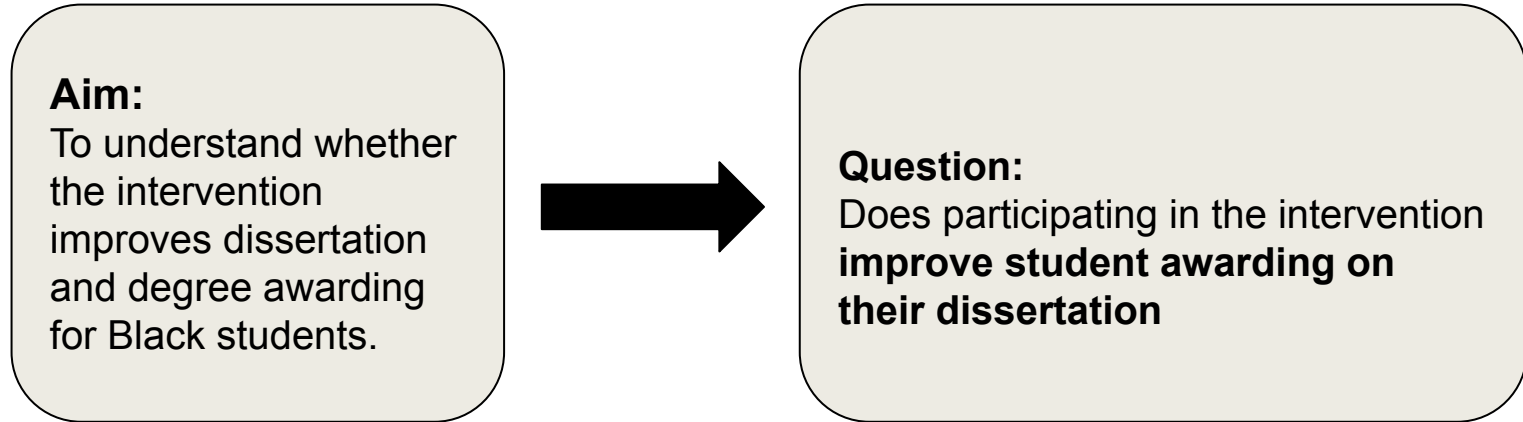 Aim:
To understand whether
the intervention
improves dissertation
and degree awarding
for Black students.
Question:
Does participating in the intervention
improve student awarding on
their dissertation